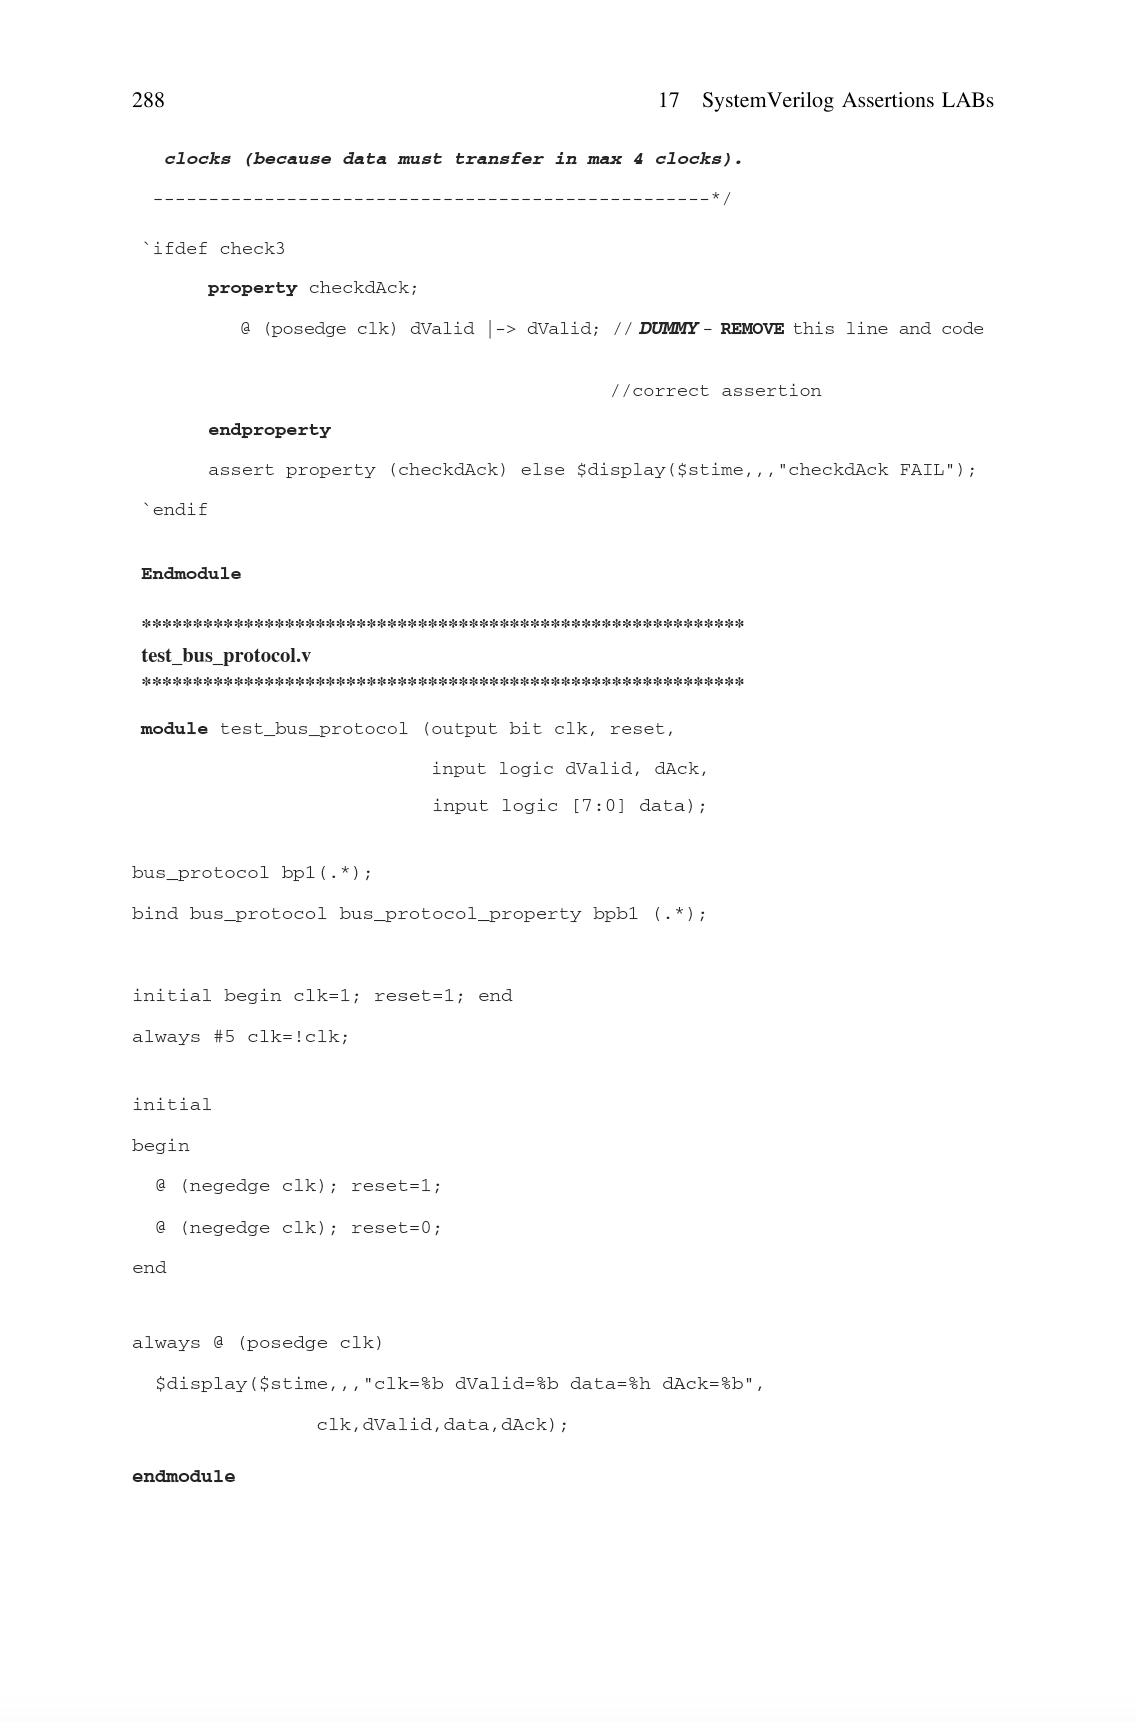 288
17 SystemVerilog Assertions LABs
clocks (because data must transfer in max 4 clocks).
--------------------------------------------------*/
`ifdef check3
property checkdAck;
@ (posedge clk) dValid |-> dValid; // DUMMY - REMOVE this line and code
//correct assertion
endproperty
assert property (checkdAck) else $display($stime,,,"checkdAck FAIL");
`endif
Endmodule
************************************************************
test_bus_protocol.v
************************************************************
module test_bus_protocol (output bit clk, reset,
input logic dValid, dAck,
input logic [7:0] data);
bus_protocol bp1(.*);
bind bus_protocol bus_protocol_property bpb1 (.*);
initial begin clk=1; reset=1; end
always #5 clk=!clk;
initial
begin
@ (negedge clk); reset=1;
@ (negedge clk); reset=0;
end
always @ (posedge clk)
$display($stime,,,"clk=%b dValid=%b data=%h dAck=%b",
clk,dValid,data,dAck);
endmodule